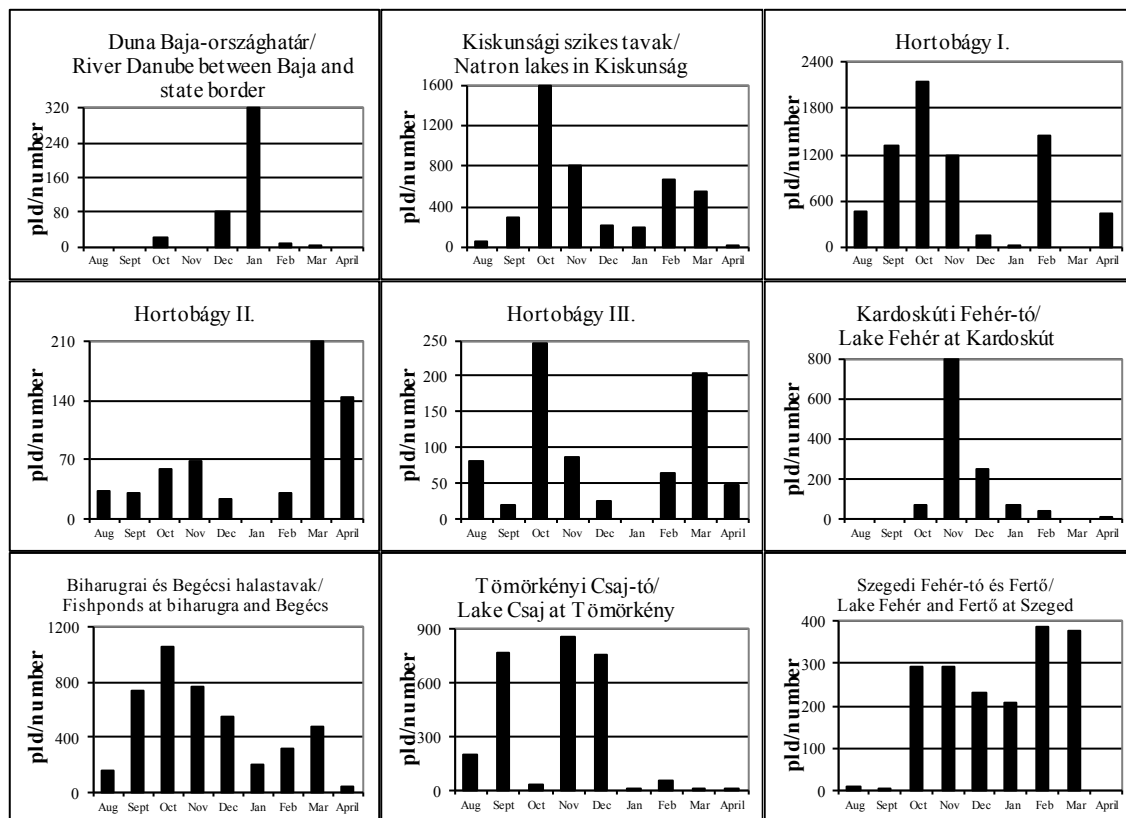 Duna Baja-országhatár/
River Danube between Baja and
state border
pld/number
320
240
160
80
0
Aug Sept Oct Nov Dec Jan Feb Mar April
Kiskunsági szikes tavak/
Natron lakes in Kiskunság
pld/number
1600
1200
800
400
0
Aug Sept Oct Nov Dec Jan Feb Mar April
Hortobágy I.
pld/number
2400
1800
1200
600
0
Aug Sept Oct Nov Dec Jan Feb Mar April
Hortobágy II.
pld/number
210
140
70
0
Aug Sept Oct Nov Dec Jan Feb Mar April
Hortobágy III.
pld/number
250
200
150
100
50
0
Aug Sept Oct Nov Dec Jan Feb Mar April
Kardoskúti Fehér-tó/
Lake Fehér at Kardoskút
pld/number
800
600
400
200
0
Aug Sept Oct Nov Dec Jan Feb Mar April
Biharugrai és Begécsi halastavak/
Fishponds at biharugra and Begécs
pld/number
1200
800
400
0
Aug Sept Oct Nov Dec Jan Feb Mar April
Tömörkényi Csaj-tó/
Lake Csaj at Tömörkény
pld/number
900
600
300
0
Aug Sept Oct Nov Dec Jan Feb Mar April
Szegedi Fehér-tó és Fertő/
Lake Fehér and Fertő at Szeged
pld/number
400
300
200
100
0
Aug Sept Oct Nov Dec Jan Feb Mar April